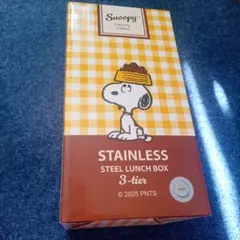 Snoopy
STAINLESS
STEEL LUNCH BOX
3-tier
© 2025 PNTS